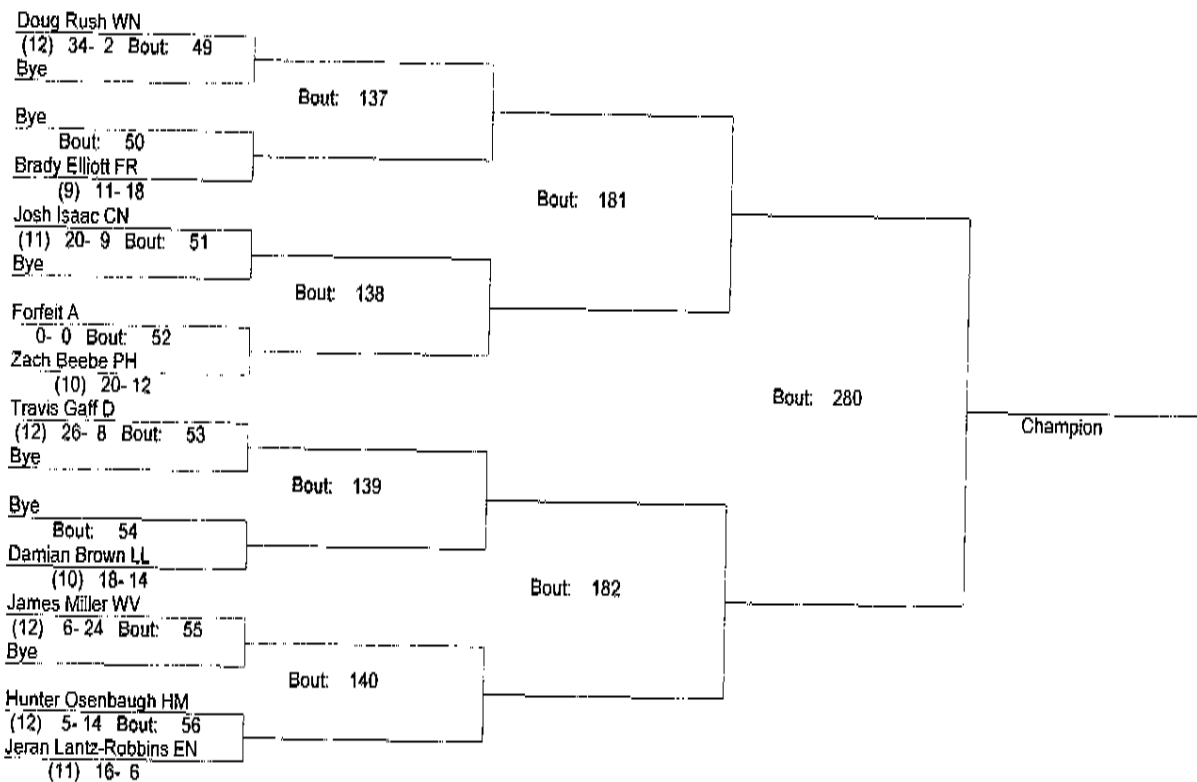 Doug Rush WN
(12) 34- 2 Bout: 49
Bye
Bout: 137
Bye
Bout: 50
Brady Elliott FR
(9) 11- 18
Bout: 181
Josh Isaac CN
(11) 20- 9 Bout: 51
Bye
Bout: 138
Forfeit A
0- 0 Bout: 52
Zach Beebe PH
(10) 20- 12
Bout: 280
Champion
Travis Gaff D
(12) 26- 8 Bout: 53
Bye
Bout: 139
Bye
Bout: 54
Damian Brown LL
(10) 18- 14
Bout: 182
James Miller WV
(12) 6- 24 Bout: 55
Bye
Bout: 140
Hunter Osenbaugh HM
(12) 5- 14 Bout: 56
Jeran Lantz-Robbins EN
(11) 16- 6